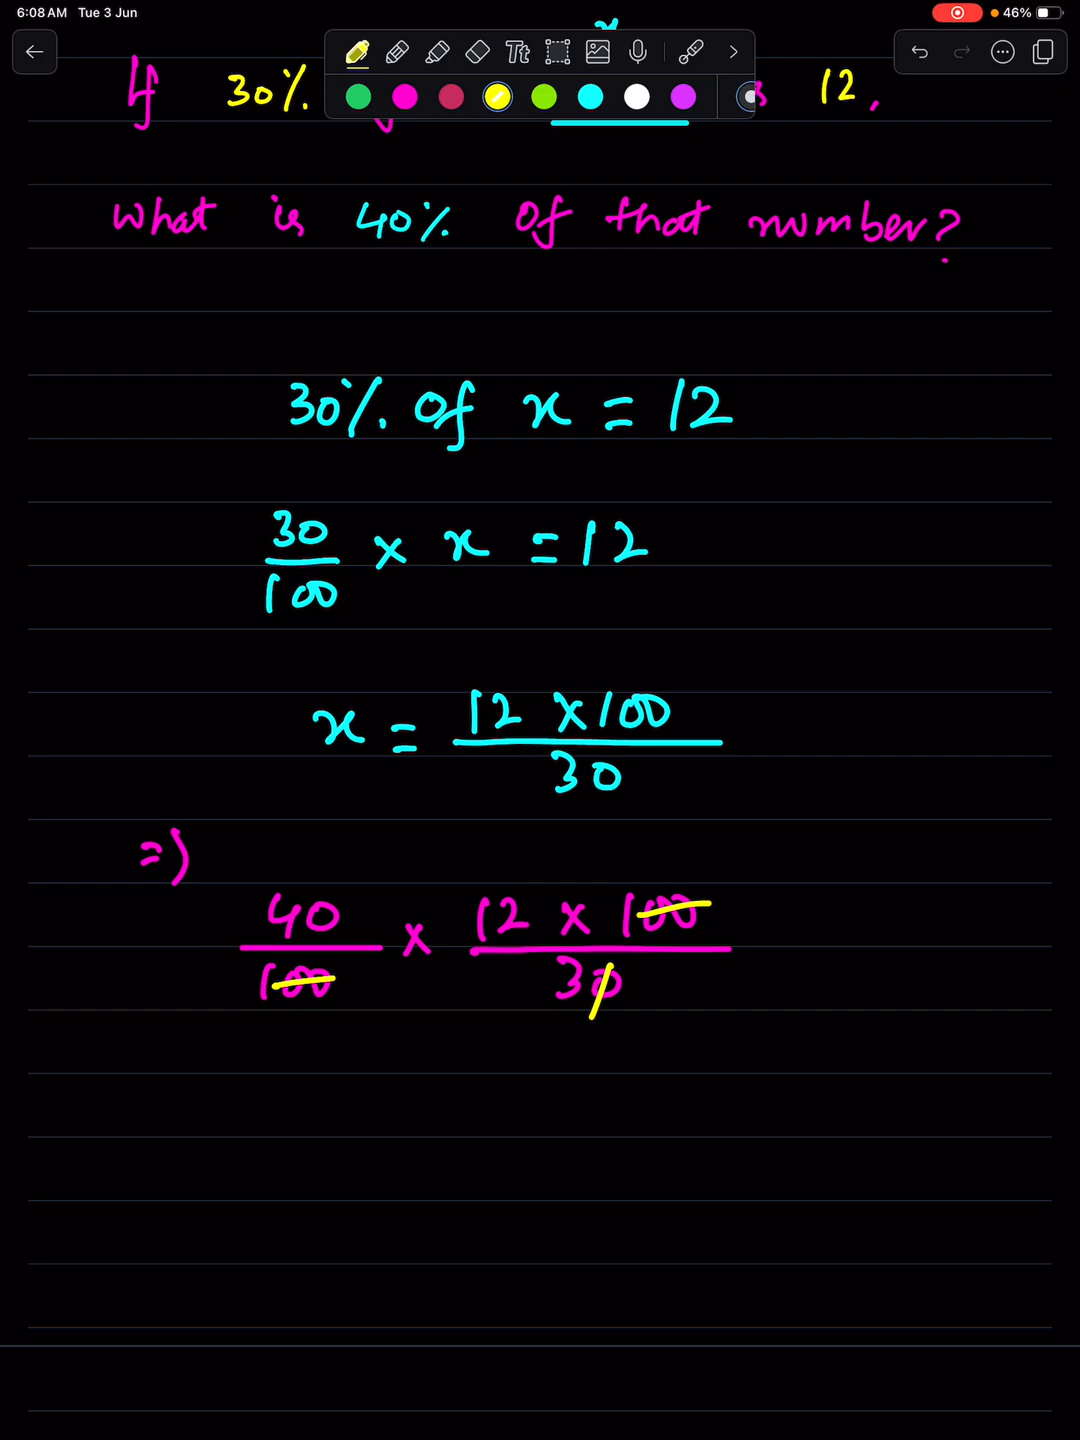 6:08 AM Tue 3 Jun 46%
Tt
If 30% 12,
what is 40% of that number?
30% of x = 12
30/100 × x = 12
x = 12 × 100 / 30
=>
40/100 × 12 × 100 / 30